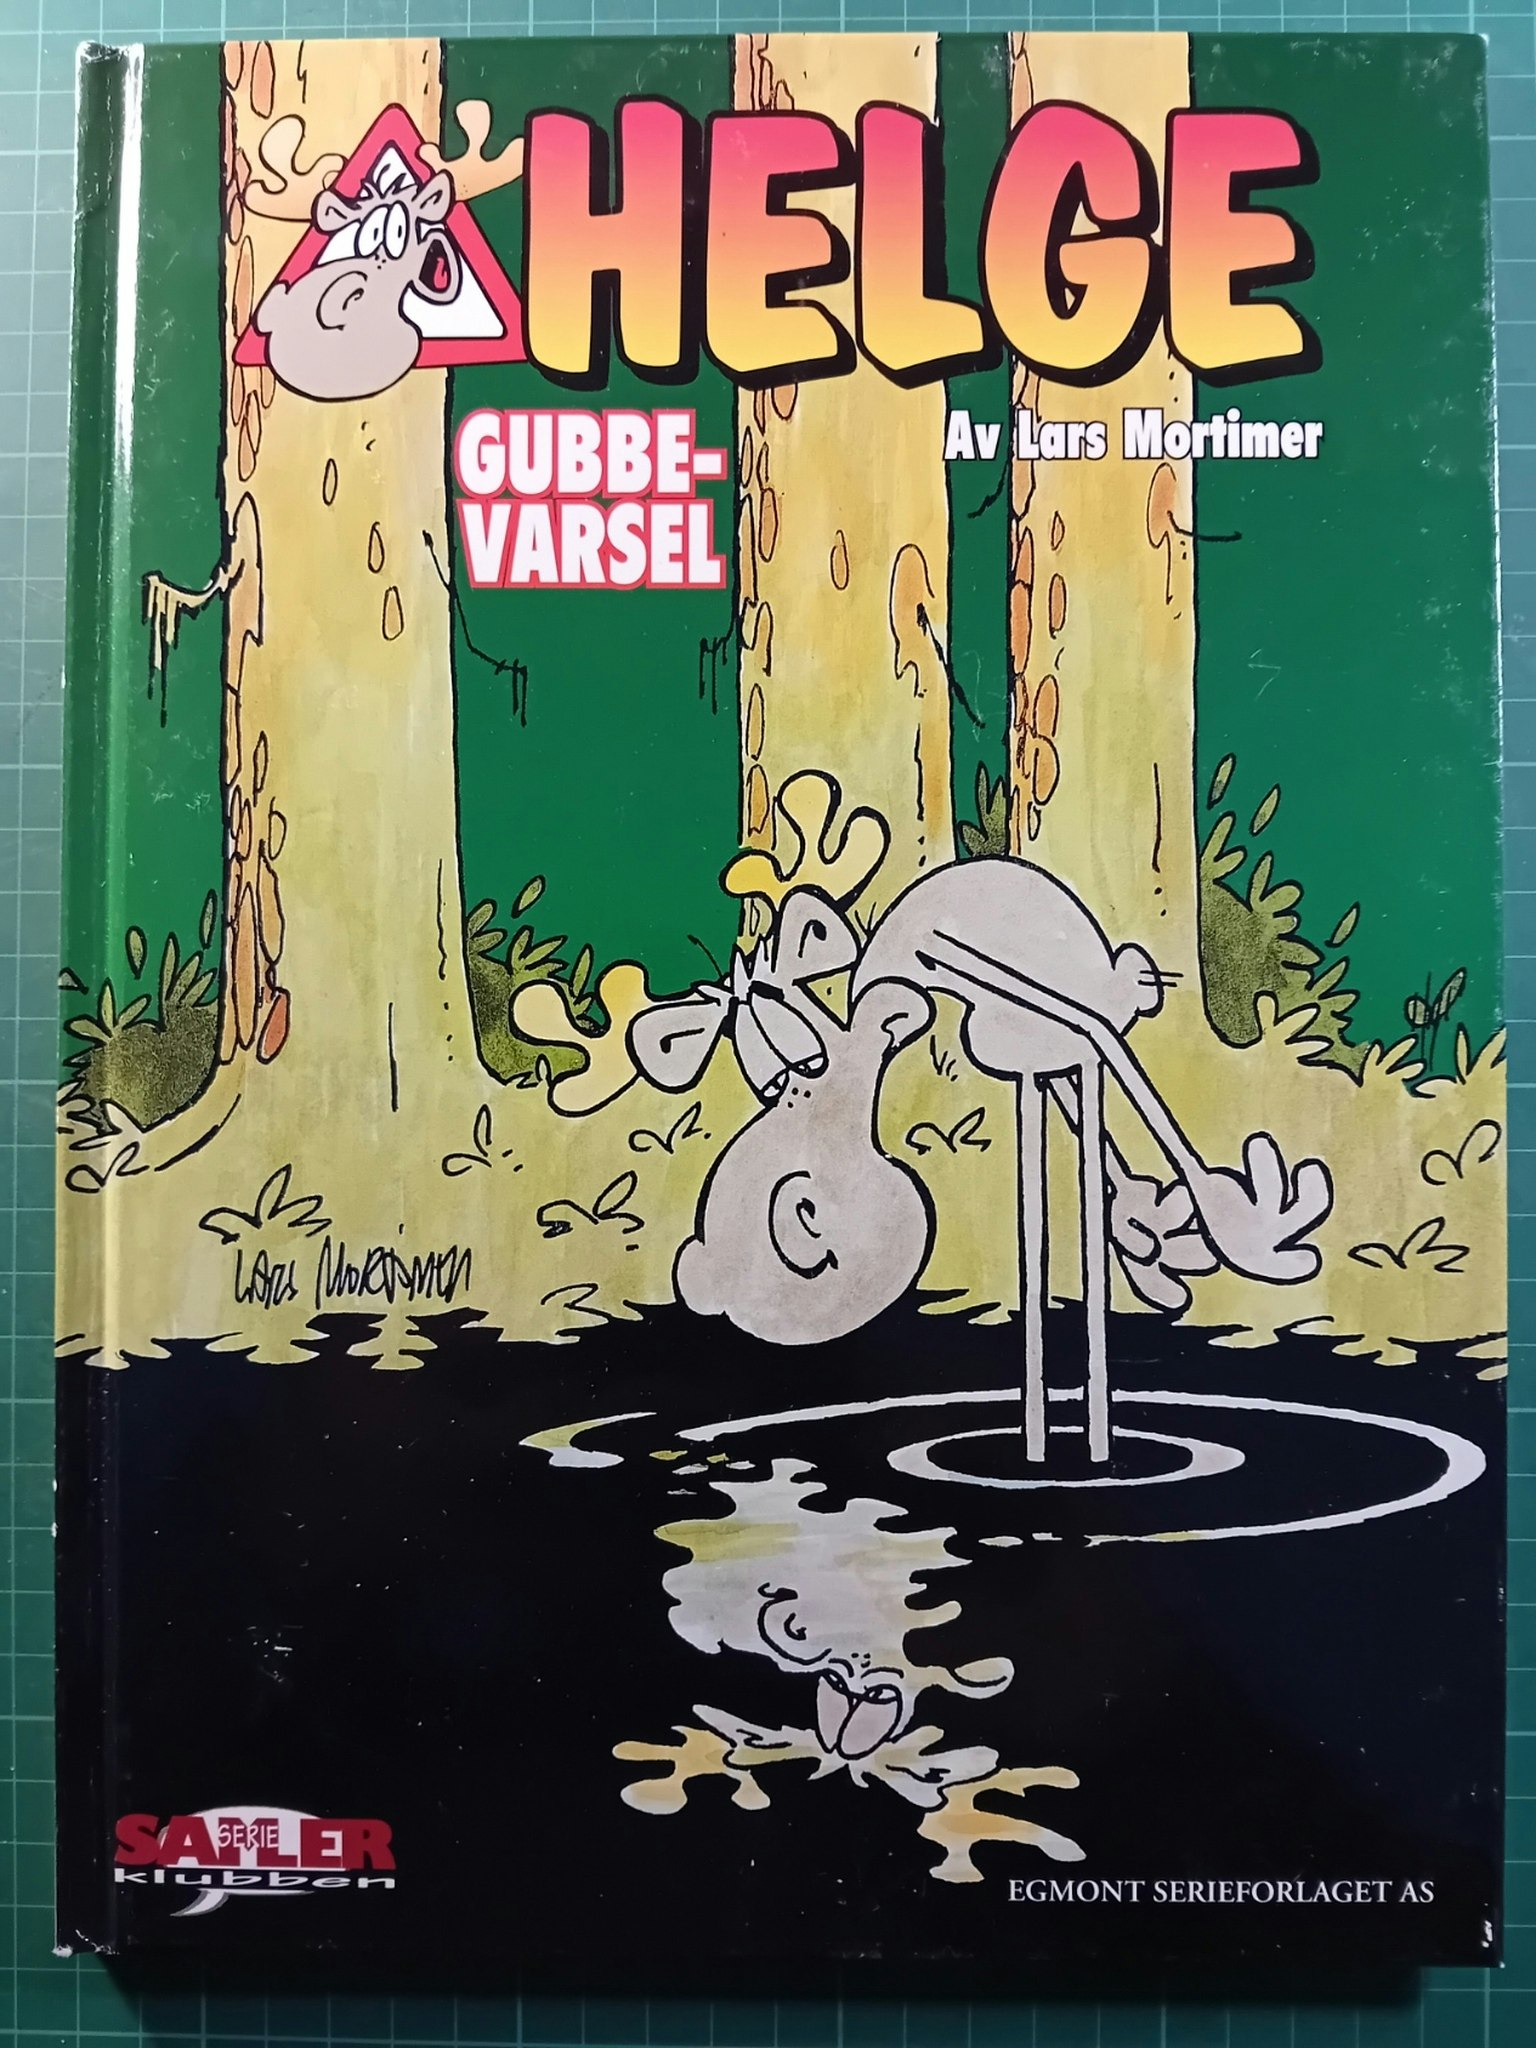 HELGE
GUBBE-
VARSEL
Av Lars Mortimer
LARS MORTIMER
SERIE
SAMLER
klubben
EGMONT SERIEFORLAGET AS